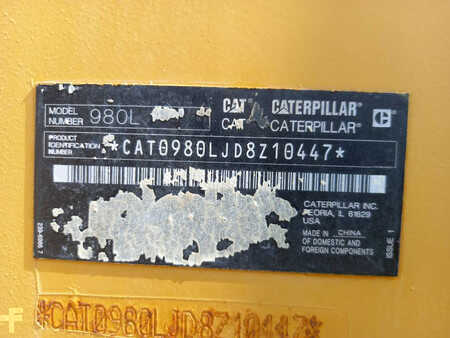 MODEL
NUMBER 980L
CAT CATERPILLAR C
CAT CATERPILLAR
PRODUCT
IDENTIFICATION
NUMBER *CAT0980LJD8Z10447*
CATERPILLAR INC.
PEORIA, IL 61629
USA
MADE IN CHINA
OF DOMESTIC AND
FOREIGN COMPONENTS
ISSUE 1
*CAT0980LJD8Z10447*
F